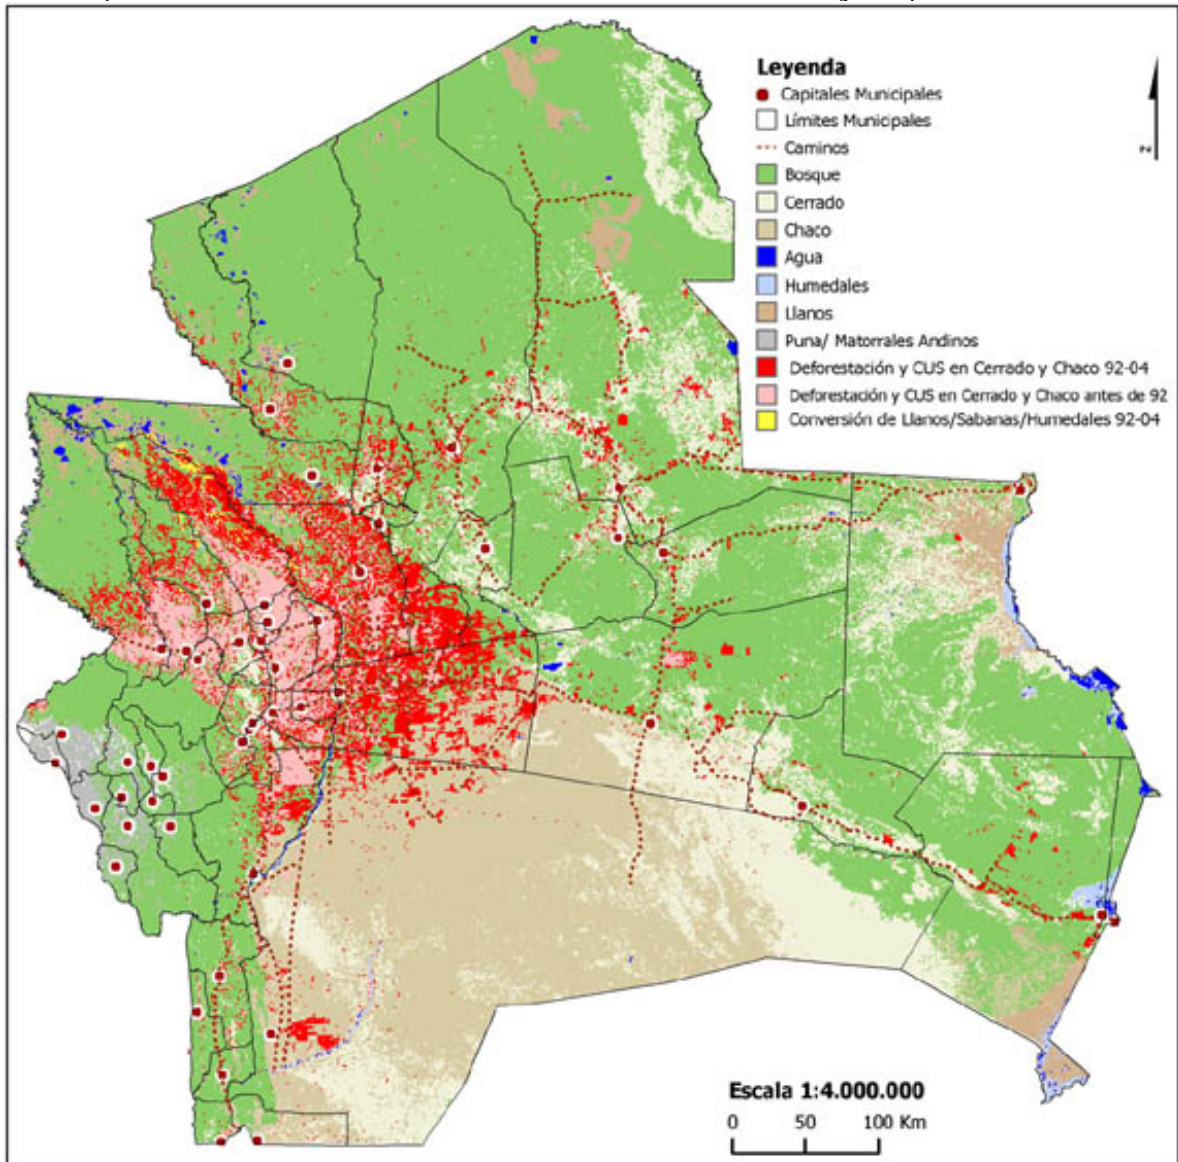 Leyenda
Capitales Municipales
Límites Municipales
Caminos
Bosque
Cerrado
Chaco
Agua
Humedales
Llanos
Puna/ Matorrales Andinos
Deforestación y CUS en Cerrado y Chaco 92-04
Deforestación y CUS en Cerrado y Chaco antes de 92
Conversión de Llanos/Sabanas/Humedales 92-04
N
Escala 1:4.000.000
0 50 100 Km